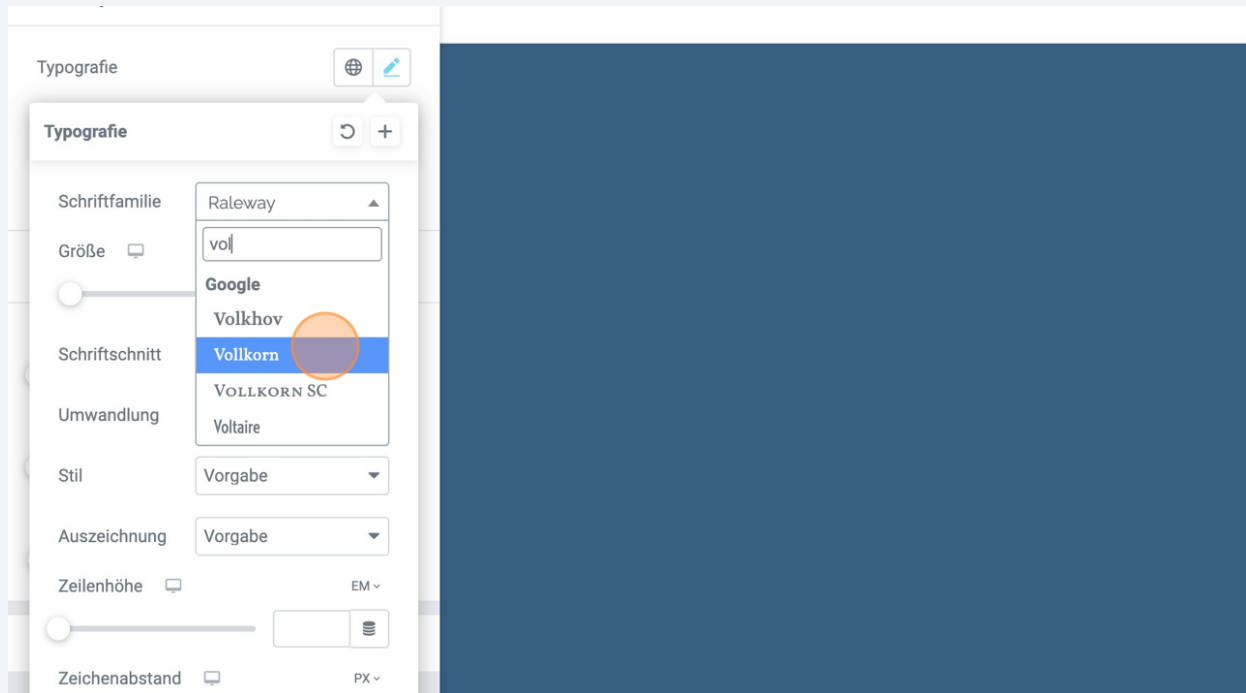 Typografie
Typografie
Schriftfamilie
Raleway
vol
Größe
Google
Volkhov
Schriftschnitt
Vollkorn
VOLLKORN SC
Umwandlung
Voltaire
Stil
Vorgabe
Auszeichnung
Vorgabe
Zeilenhöhe
EM
Zeichenabstand
PX